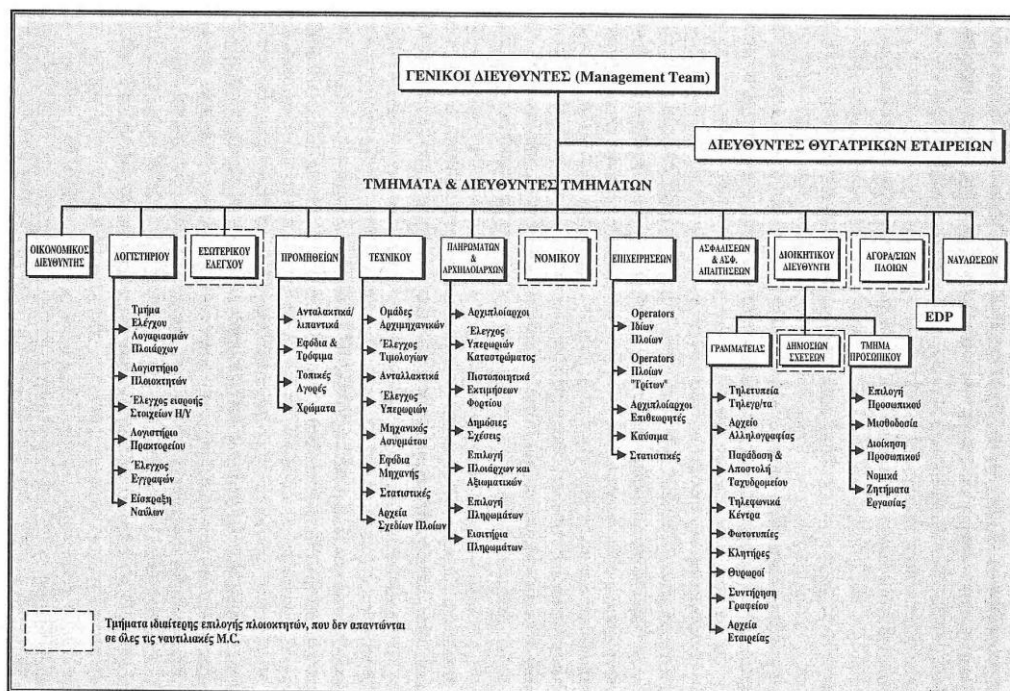 ΓΕΝΙΚΟΙ ΔΙΕΥΘΥΝΤΕΣ (Management Team)
ΔΙΕΥΘΥΝΤΕΣ ΘΥΓΑΤΡΙΚΩΝ ΕΤΑΙΡΕΙΩΝ
ΤΜΗΜΑΤΑ & ΔΙΕΥΘΥΝΤΕΣ ΤΜΗΜΑΤΩΝ
ΟΙΚΟΝΟΜΙΚΟΣ
ΔΙΕΥΘΥΝΤΗΣ
ΛΟΓΙΣΤΗΡΙΟΥ
Τμήμα
Ελέγχου
Λογαριασμών
Πλοιάρχων
Λογιστήριο
Πλοιοκτητών
Έλεγχος εισροής
Στοιχείων Η/Υ
Λογιστήριο
Πρακτορείου
Έλεγχος
Εγγραφών
Είσπραξη
Ναύλων
ΕΣΩΤΕΡΙΚΟΥ
ΕΛΕΓΧΟΥ
ΠΡΟΜΗΘΕΙΩΝ
Ανταλακτικά/
λιπαντικά
Εφόδια &
Τρόφιμα
Τοπικές
Αγορές
Χρώματα
ΤΕΧΝΙΚΟΥ
Ομάδες
Αρχιμηχανικών
Έλεγχος
Τιμολογίων
Ανταλλακτικά
Έλεγχος
Υπερωριών
Μηχανικός
Ασυρμάτου
Εφόδια
Μηχανής
Στατιστικές
Αρχεία
Σχεδίων Πλοίων
ΠΛΗΡΩΜΑΤΩΝ
&
ΑΡΧΙΠΛΟΙΑΡΧΩΝ
Αρχιπλοίαρχοι
Έλεγχος
Υπερωριών
Καταστρώματος
Πιστοποιητικά
Εκτιμήσεων
Φορτίου
Δημόσιες
Σχέσεις
Επιλογή
Πλοιάρχων και
Αξιωματικών
Επιλογή
Πληρωμάτων
Εισιτήρια
Πληρωμάτων
ΝΟΜΙΚΟΥ
ΕΠΙΧΕΙΡΗΣΕΩΝ
Operators
Ιδίων
Πλοίων
Operators
Πλοίων
"Τρίτων"
Αρχιπλοίαρχοι
Επιθεωρητές
Καύσιμα
Στατιστικές
ΑΣΦΑΛΙΣΕΩΝ
& ΑΣΦ.
ΑΠΑΙΤΗΣΕΩΝ
ΔΙΟΙΚΗΤΙΚΟΥ
ΔΙΕΥΘΥΝΤΗ
ΓΡΑΜΜΑΤΕΙΑΣ
Τηλετυπεία
Τηλεγρ/τα
Αρχείο
Αλληλογραφίας
Παράδοση &
Αποστολή
Ταχυδρομείου
Τηλεφωνικά
Κέντρα
Φωτοτυπίες
Κλητήρες
Θυρωροί
Συντήρηση
Γραφείου
Αρχεία
Εταιρείας
ΔΗΜΟΣΙΩΝ
ΣΧΕΣΕΩΝ
ΤΜΗΜΑ
ΠΡΟΣΩΠΙΚΟΥ
Επιλογή
Προσωπικού
Μισθοδοσία
Διοίκηση
Προσωπικού
Νομικά
Ζητήματα
Εργασίας
ΑΓΟΡΑ/ΣΙΩΝ
ΠΛΟΙΩΝ
EDP
ΝΑΥΛΩΣΕΩΝ
Τμήματα ιδιαίτερης επιλογής πλοιοκτητών, που δεν απαντώνται
σε όλες τις ναυτιλιακές M.C.